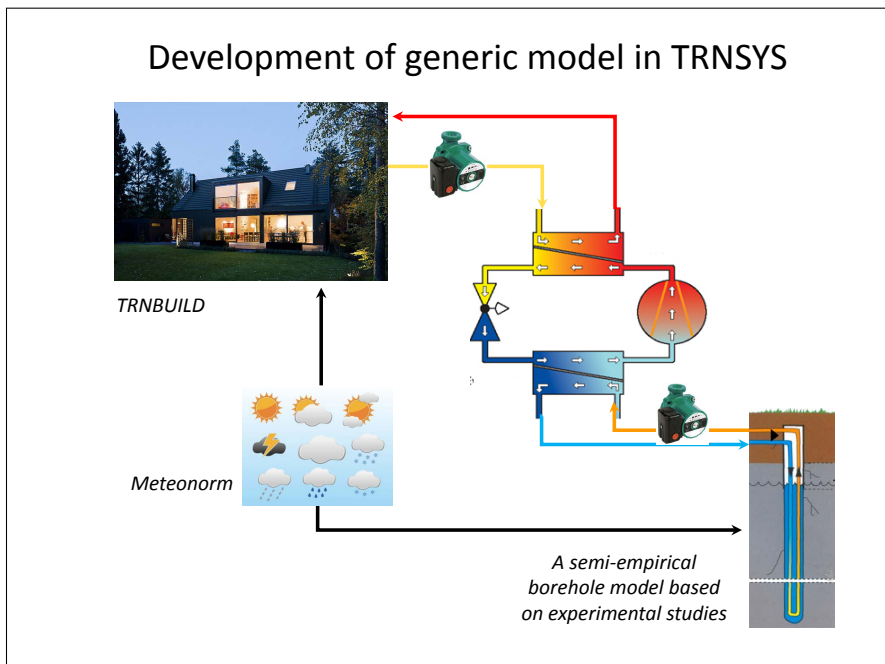 Development of generic model in TRNSYS
TRNBUILD
Meteonorm
A semi-empirical
borehole model based
on experimental studies